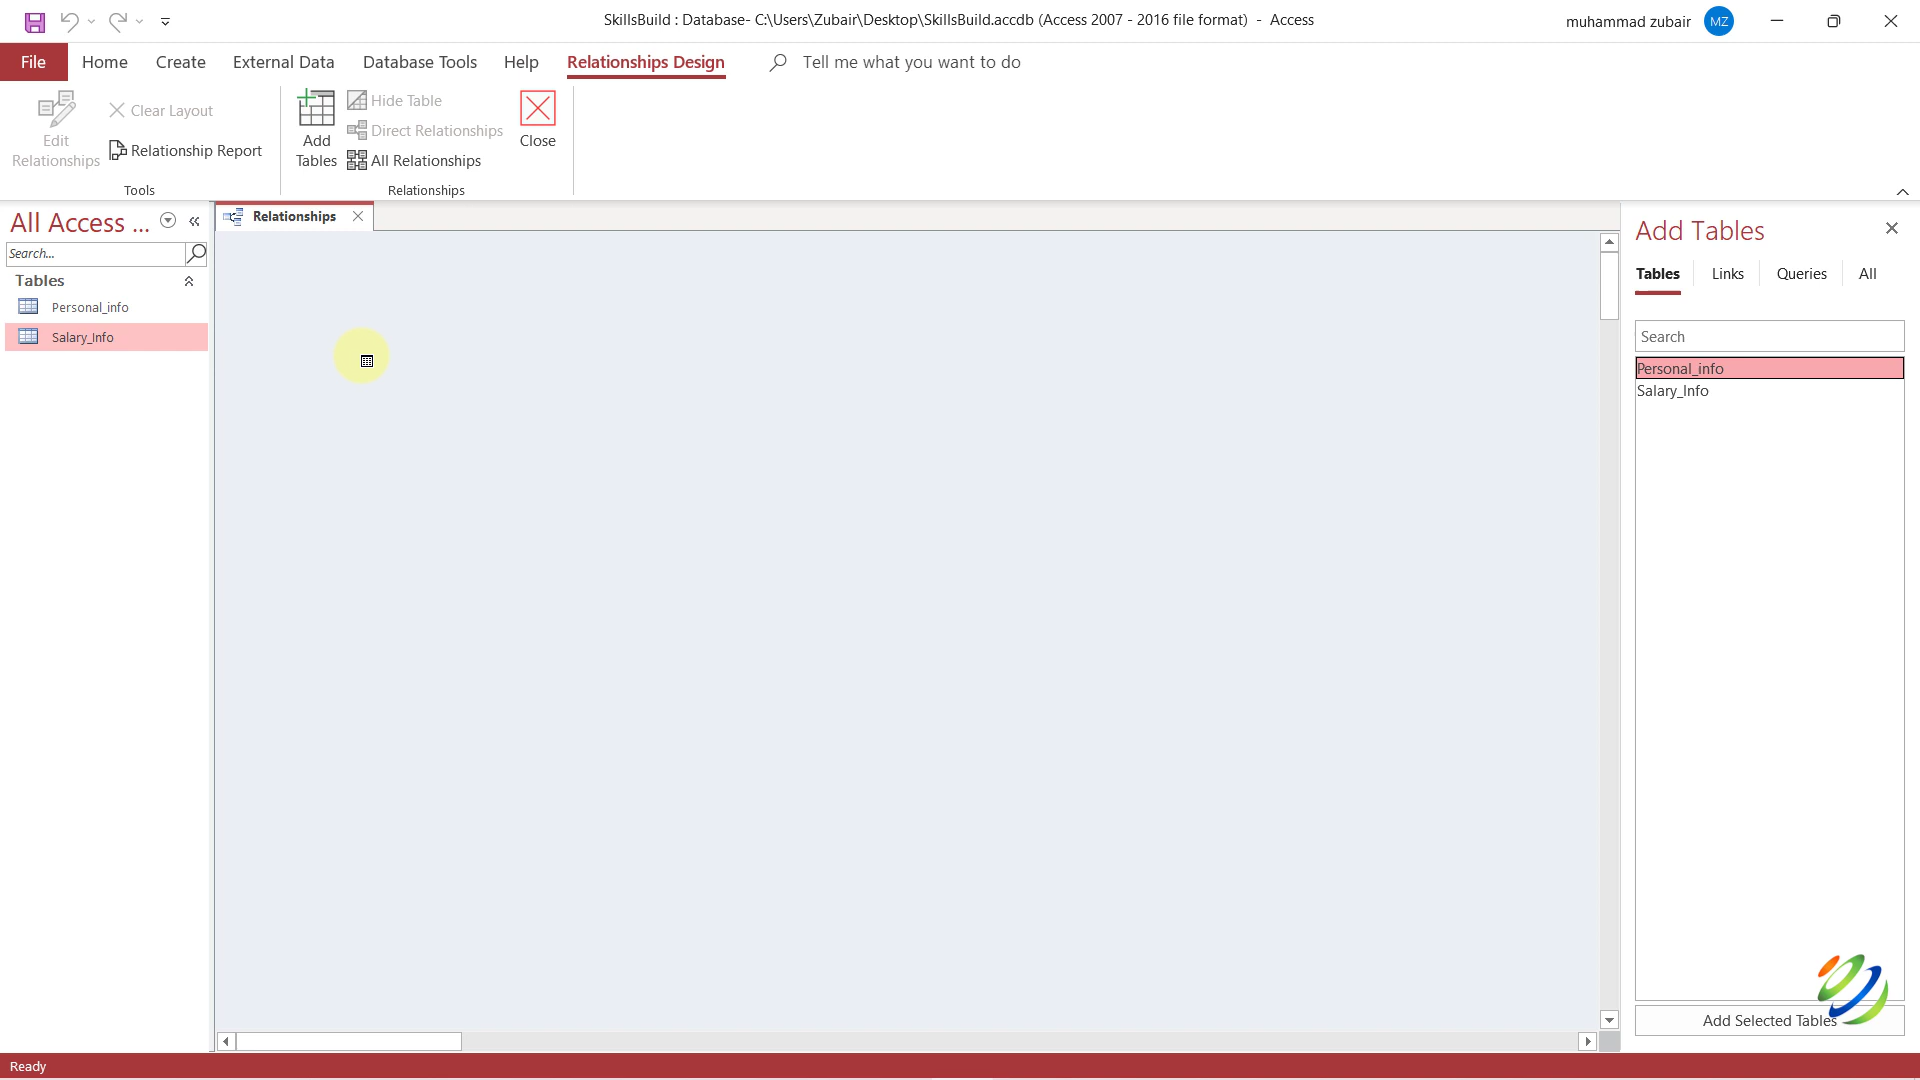 SkillsBuild : Database- C:\Users\Zubair\Desktop\SkillsBuild.accdb (Access 2007 - 2016 file format)  -  Access
muhammad zubair
MZ
File
Home
Create
External Data
Database Tools
Help
Relationships Design
Tell me what you want to do
Edit
Relationships
Clear Layout
Relationship Report
Tools
Add
Tables
Hide Table
Direct Relationships
All Relationships
Close
Relationships
All Access ...
Search...
Tables
Personal_info
Salary_Info
Relationships
Add Tables
Tables
Links
Queries
All
Search
Personal_info
Salary_Info
Add Selected Tables
Ready